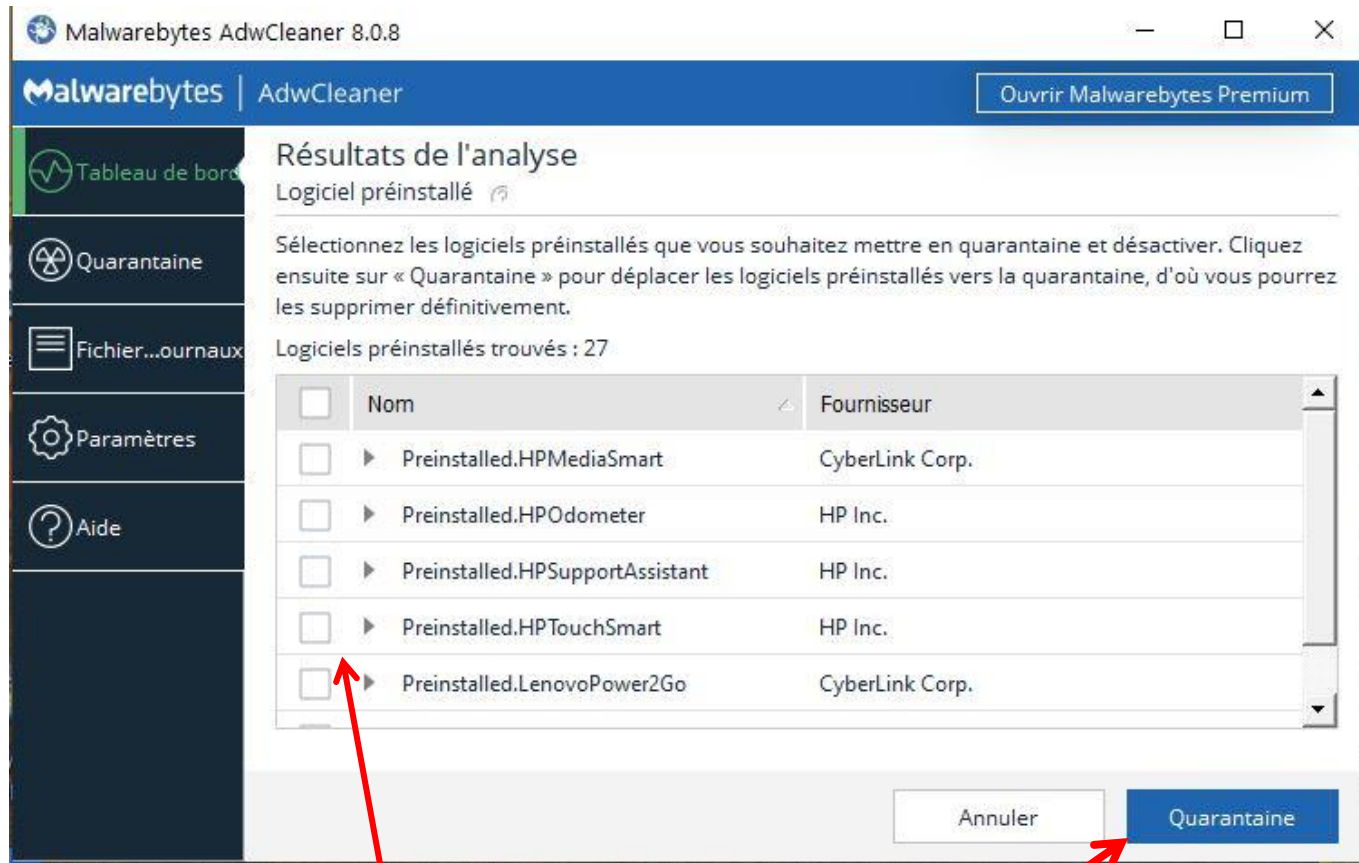 Malwarebytes AdwCleaner 8.0.8
Malwarebytes | AdwCleaner
Ouvrir Malwarebytes Premium
Tableau de bord
Quarantaine
Fichier...ournaux
Paramètres
Aide
Résultats de l'analyse
Logiciel préinstallé
Sélectionnez les logiciels préinstallés que vous souhaitez mettre en quarantaine et désactiver. Cliquez
ensuite sur « Quarantaine » pour déplacer les logiciels préinstallés vers la quarantaine, d'où vous pourrez
les supprimer définitivement.
Logiciels préinstallés trouvés : 27
Nom Fournisseur
Preinstalled.HPMediaSmart CyberLink Corp.
Preinstalled.HPOdometer HP Inc.
Preinstalled.HPSupportAssistant HP Inc.
Preinstalled.HPTouchSmart HP Inc.
Preinstalled.LenovoPower2Go CyberLink Corp.
Annuler Quarantaine